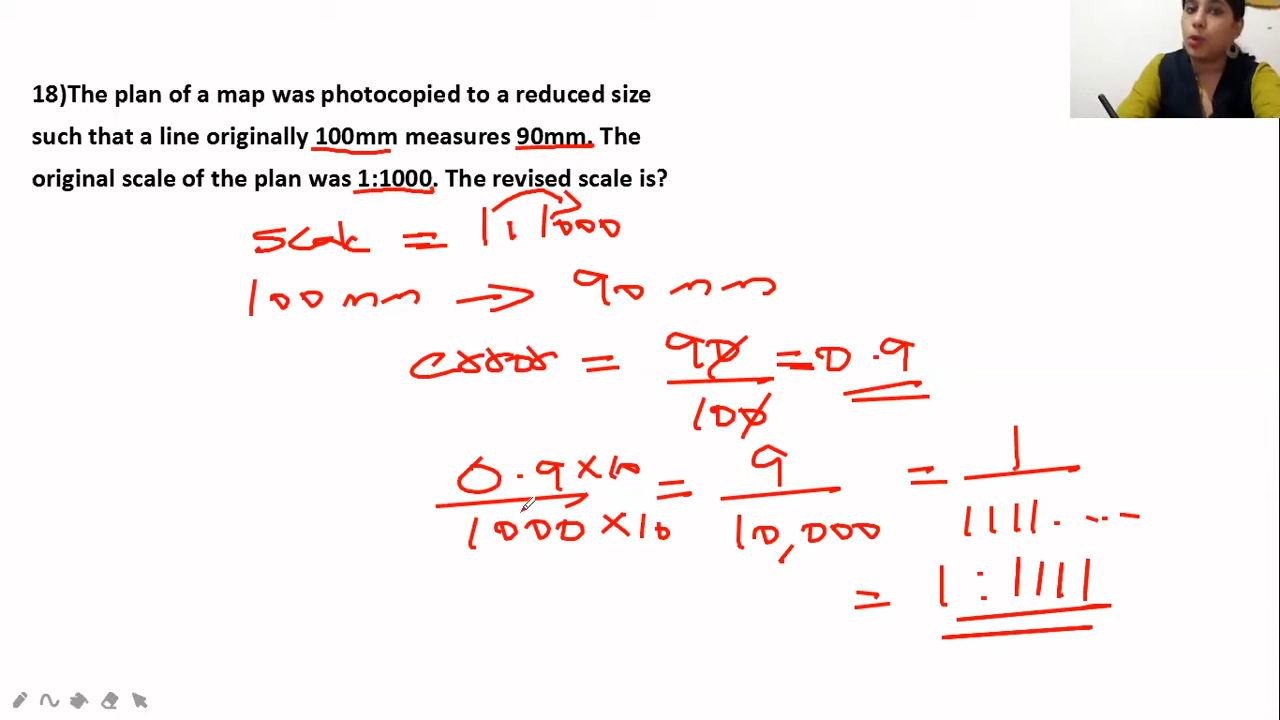 18)The plan of a map was photocopied to a reduced size
such that a line originally 100mm measures 90mm. The
original scale of the plan was 1:1000. The revised scale is?
Scale = 1:1000
100 mm → 90 mm
error = 90/100 = 0.9
0.9×10/1000×10 = 9/10,000 = 1/1111.---
= 1:1111